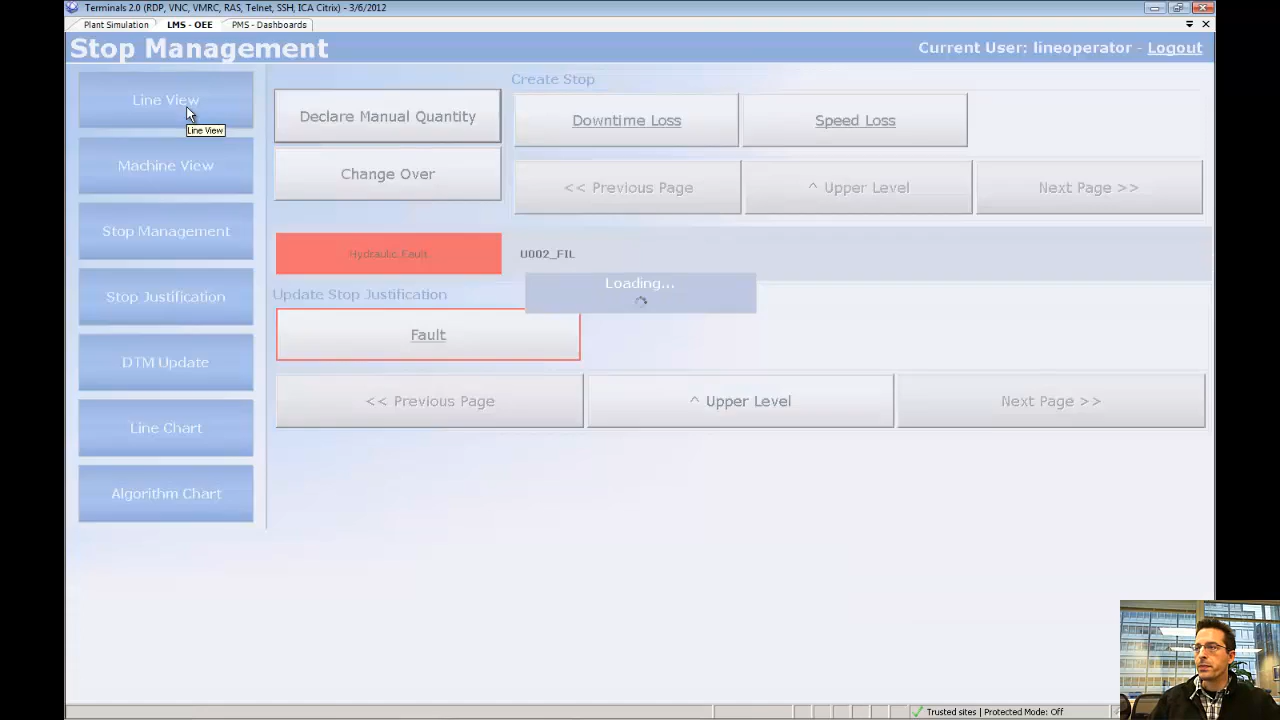 Terminals 2.0 (RDP, VNC, VMRC, RAS, Telnet, SSH, ICA Citrix) - 3/6/2012
Plant Simulation
LMS - OEE
PMS - Dashboards
Stop Management
Current User: lineoperator - Logout
Line View
Line View
Machine View
Stop Management
Stop Justification
DTM Update
Line Chart
Algorithm Chart
Declare Manual Quantity
Change Over
Create Stop
Downtime Loss
Speed Loss
<< Previous Page
^ Upper Level
Next Page >>
Hydraulic Fault
U002_FIL
Loading...
Update Stop Justification
Fault
<< Previous Page
^ Upper Level
Next Page >>
Trusted sites | Protected Mode: Off